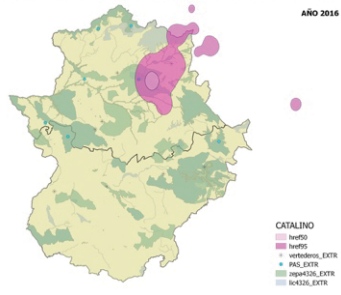 AÑO 2016
CATALINO
href50
href95
vertederos_EXTR
PAS_EXTR
zepa4326_EXTR
lic4326_EXTR